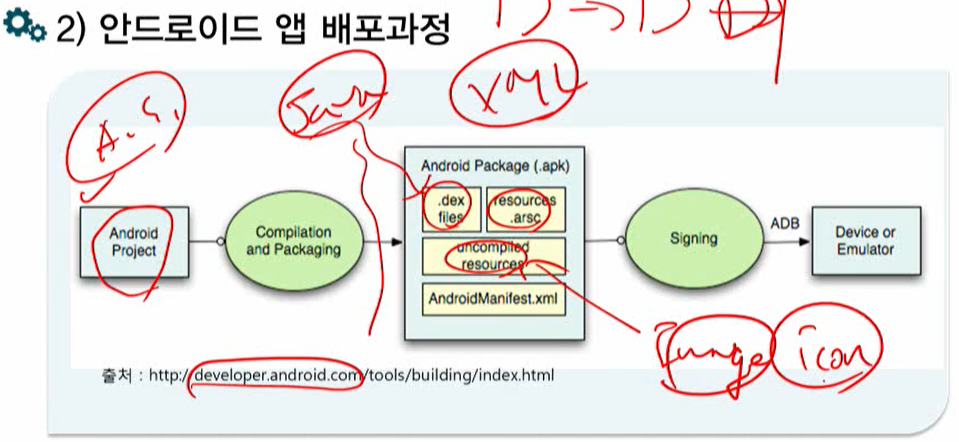 2) 안드로이드 앱 배포과정
A.S.
Java
XML
Android Package (.apk)
.dex files
resources .arsc
Android Project
Compilation and Packaging
uncompiled resources
AndroidManifest.xml
Signing
ADB
Device or Emulator
icon
출처 : http://developer.android.com/tools/building/index.html